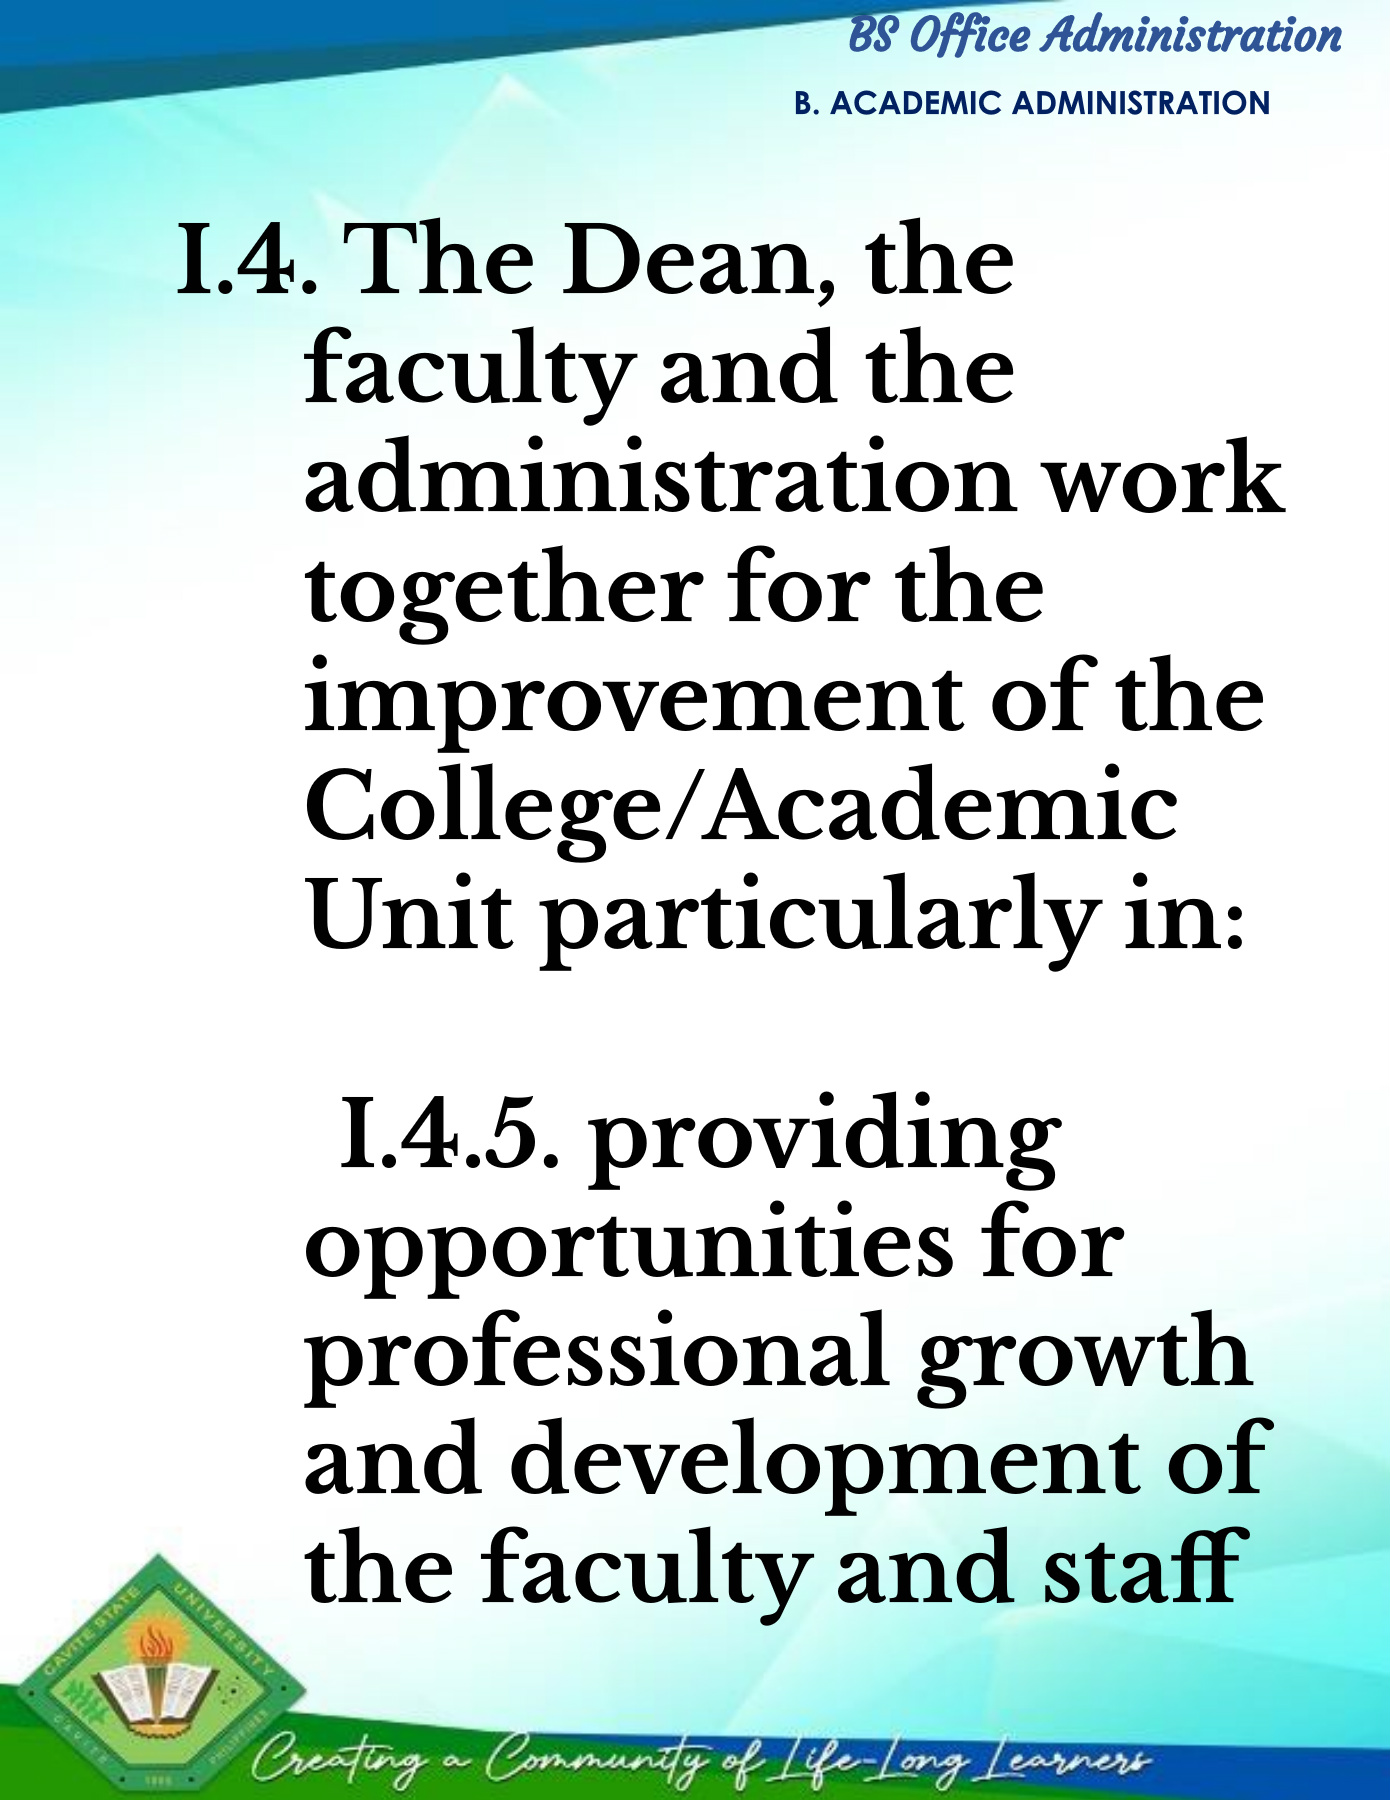 BS Office Administration
B. ACADEMIC ADMINISTRATION
I.4. The Dean, the
faculty and the
administration work
together for the
improvement of the
College/Academic
Unit particularly in:
I.4.5. providing
opportunities for
professional growth
and development of
the faculty and staff
CAVITE STATE UNIVERSITY
CAVITE
PHILIPPINES
1906
Creating a Community of Life-Long Learners